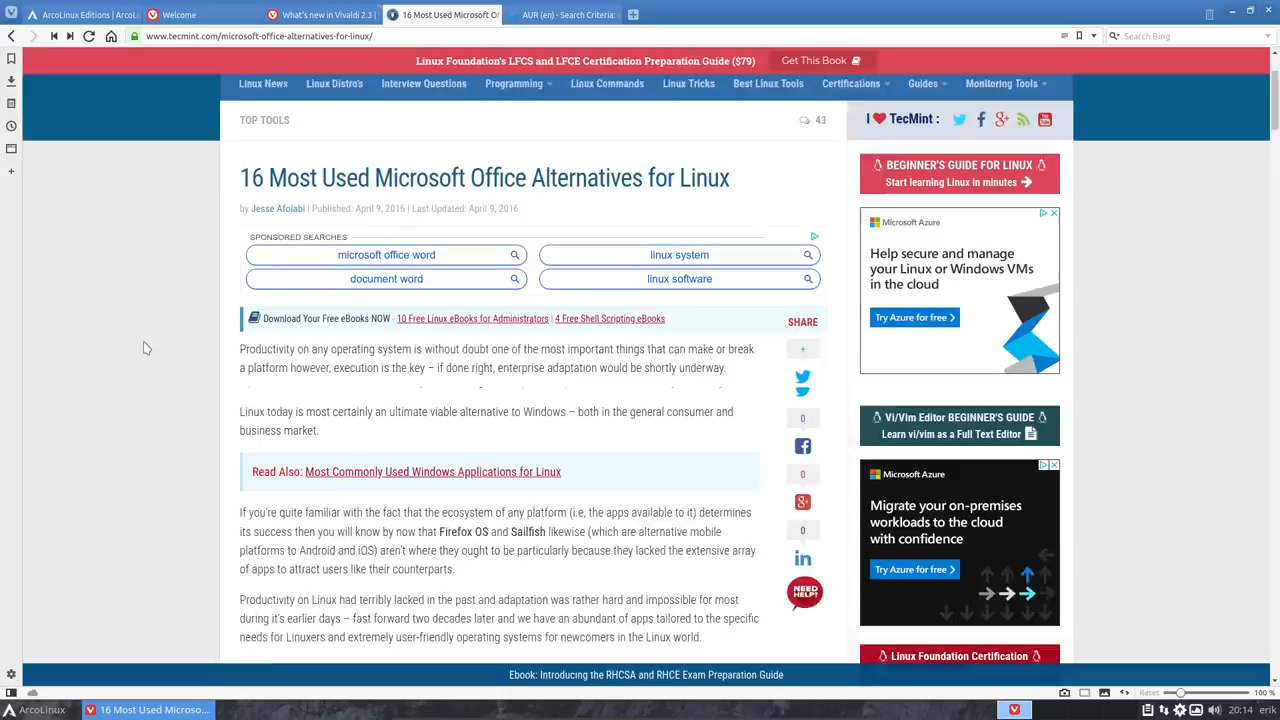 ArcoLinux Editions | ArcoL
Welcome
What's new in Vivaldi 2.3 |
16 Most Used Microsoft Of
AUR (en) - Search Criteria:
www.tecmint.com/microsoft-office-alternatives-for-linux/
Search Bing
Linux Foundation's LFCS and LFCE Certification Preparation Guide ($79)
Get This Book
Linux News
Linux Distro's
Interview Questions
Programming
Linux Commands
Linux Tricks
Best Linux Tools
Certifications
Guides
Monitoring Tools
TOP TOOLS
43
I ❤ TecMint :
16 Most Used Microsoft Office Alternatives for Linux
by Jesse Afolabi | Published: April 9, 2016 | Last Updated: April 9, 2016
SPONSORED SEARCHES
microsoft office word
linux system
document word
linux software
Download Your Free eBooks NOW - 10 Free Linux eBooks for Administrators | 4 Free Shell Scripting eBooks
Productivity on any operating system is without doubt one of the most important things that can make or break
a platform however, execution is the key – if done right, enterprise adaptation would be shortly underway.
Linux today is most certainly an ultimate viable alternative to Windows – both in the general consumer and
business market.
Read Also: Most Commonly Used Windows Applications for Linux
If you're quite familiar with the fact that the ecosystem of any platform (i.e, the apps available to it) determines
its success then you will know by now that Firefox OS and Sailfish likewise (which are alternative mobile
platforms to Android and iOS) aren't where they ought to be particularly because they lacked the extensive array
of apps to attract users like their counterparts.
Productivity on Linux had terribly lacked in the past and adaptation was rather hard and impossible for most
during it's earlier days – fast forward two decades later and we have an abundant of apps tailored to the specific
needs for Linuxers and extremely user-friendly operating systems for newcomers in the Linux world.
SHARE
+
0
0
0
NEED
HELP?
BEGINNER'S GUIDE FOR LINUX
Start learning Linux in minutes
Microsoft Azure
Help secure and manage
your Linux or Windows VMs
in the cloud
Try Azure for free >
Vi/Vim Editor BEGINNER'S GUIDE
Learn vi/vim as a Full Text Editor
Microsoft Azure
Migrate your on-premises
workloads to the cloud
with confidence
Try Azure for free >
Linux Foundation Certification
Ebook: Introducing the RHCSA and RHCE Exam Preparation Guide
Reset
100 %
ArcoLinux
16 Most Used Microso...
20:14
erik